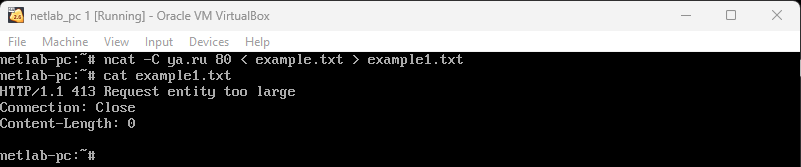 netlab_pc 1 [Running] - Oracle VM VirtualBox
File Machine View Input Devices Help
netlab-pc:~# ncat -C ya.ru 80 < example.txt > example1.txt
netlab-pc:~# cat example1.txt
HTTP/1.1 413 Request entity too large
Connection: Close
Content-Length: 0
netlab-pc:~#